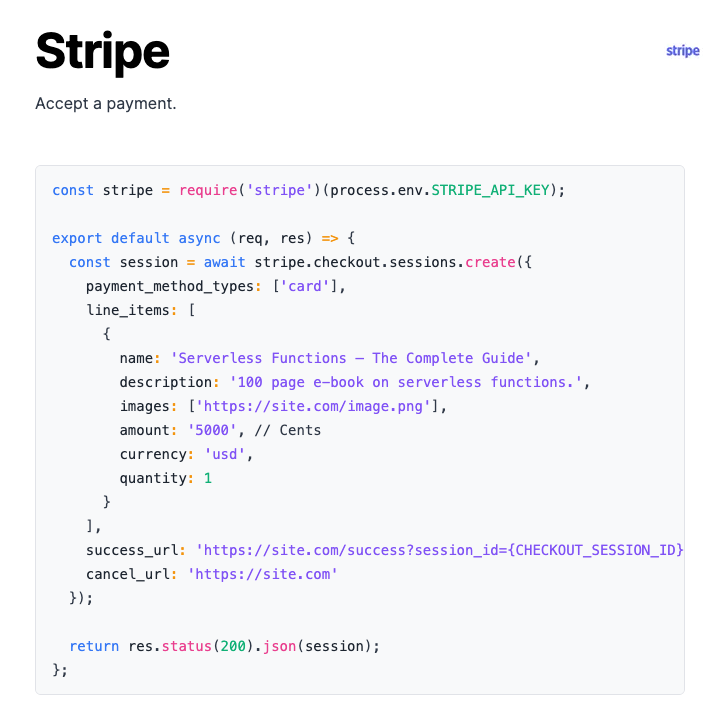 Stripe
stripe
Accept a payment.
const stripe = require('stripe')(process.env.STRIPE_API_KEY);
export default async (req, res) => {
  const session = await stripe.checkout.sessions.create({
    payment_method_types: ['card'],
    line_items: [
      {
        name: 'Serverless Functions – The Complete Guide',
        description: '100 page e-book on serverless functions.',
        images: ['https://site.com/image.png'],
        amount: '5000', // Cents
        currency: 'usd',
        quantity: 1
      }
    ],
    success_url: 'https://site.com/success?session_id={CHECKOUT_SESSION_ID}
    cancel_url: 'https://site.com'
  });
  return res.status(200).json(session);
};